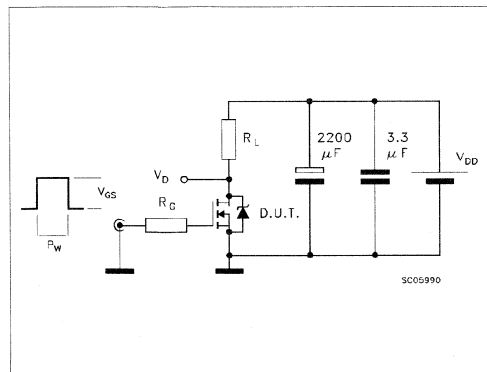 R_L
2200 μF
3.3 μF
V_DD
V_D
V_GS
R_G
D.U.T.
P_W
SC05990